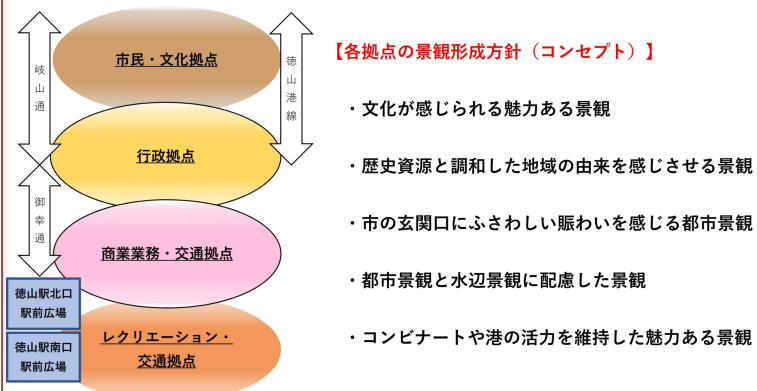 市民・文化拠点
岐山通
徳山港線
行政拠点
御幸通
商業業務・交通拠点
徳山駅北口
駅前広場
徳山駅南口
駅前広場
レクリエーション・
交通拠点
【各拠点の景観形成方針（コンセプト）】
・文化が感じられる魅力ある景観
・歴史資源と調和した地域の由来を感じさせる景観
・市の玄関口にふさわしい賑わいを感じる都市景観
・都市景観と水辺景観に配慮した景観
・コンビナートや港の活力を維持した魅力ある景観